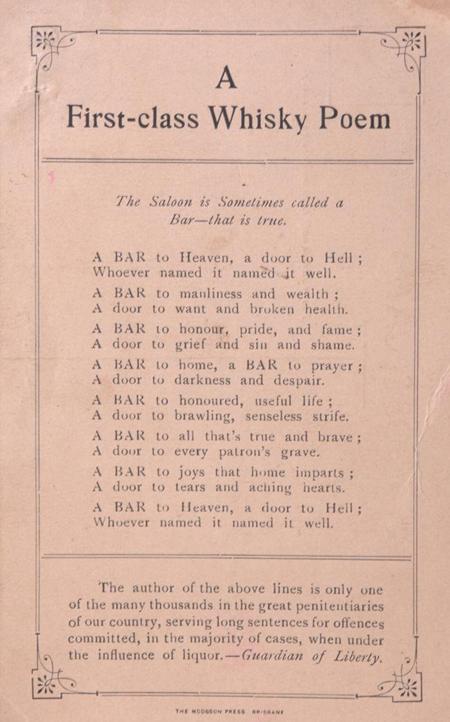 A
First-class Whisky Poem
The Saloon is Sometimes called a
Bar—that is true.
A BAR to Heaven, a door to Hell ;
Whoever named it named it well.
A BAR to manliness and wealth ;
A door to want and broken health.
A BAR to honour, pride, and fame ;
A door to grief and sin and shame.
A BAR to home, a BAR to prayer ;
A door to darkness and despair.
A BAR to honoured, useful life ;
A door to brawling, senseless strife.
A BAR to all that's true and brave ;
A door to every patron's grave.
A BAR to joys that home imparts ;
A door to tears and aching hearts.
A BAR to Heaven, a door to Hell ;
Whoever named it named it well.
The author of the above lines is only one
of the many thousands in the great penitentiaries
of our country, serving long sentences for offences
committed, in the majority of cases, when under
the influence of liquor.—Guardian of Liberty.
THE HODGSON PRESS BRISBANE